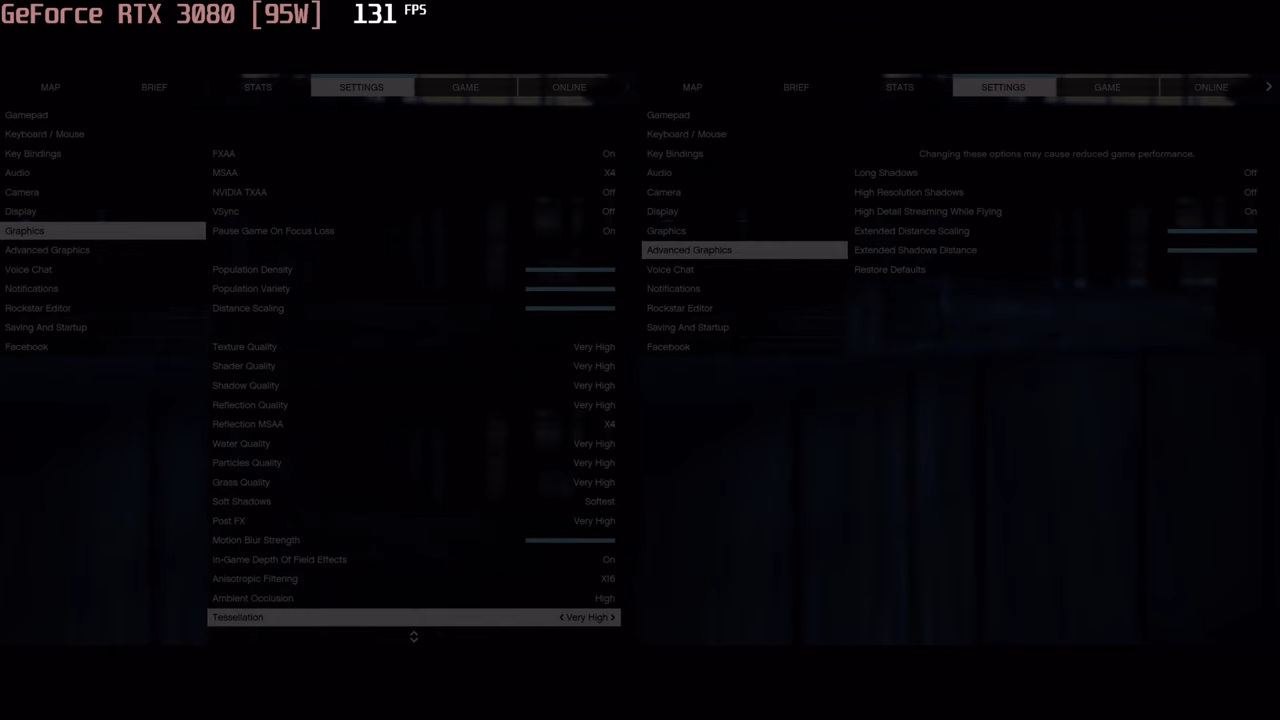 GeForce RTX 3080 [95W] 131 FPS
MAP BRIEF STATS SETTINGS GAME ONLINE
Gamepad
Keyboard / Mouse
Key Bindings
Audio
Camera
Display
Graphics
Advanced Graphics
Voice Chat
Notifications
Rockstar Editor
Saving And Startup
Facebook
FXAA On
MSAA X4
NVIDIA TXAA Off
VSync Off
Pause Game On Focus Loss On
Population Density
Population Variety
Distance Scaling
Texture Quality Very High
Shader Quality Very High
Shadow Quality Very High
Reflection Quality Very High
Reflection MSAA X4
Water Quality Very High
Particles Quality Very High
Grass Quality Very High
Soft Shadows Softest
Post FX Very High
Motion Blur Strength
In-Game Depth Of Field Effects On
Anisotropic Filtering X16
Ambient Occlusion High
Tessellation < Very High >
MAP BRIEF STATS SETTINGS GAME ONLINE
Gamepad
Keyboard / Mouse
Key Bindings
Audio
Camera
Display
Graphics
Advanced Graphics
Voice Chat
Notifications
Rockstar Editor
Saving And Startup
Facebook
Changing these options may cause reduced game performance.
Long Shadows Off
High Resolution Shadows Off
High Detail Streaming While Flying On
Extended Distance Scaling
Extended Shadows Distance
Restore Defaults